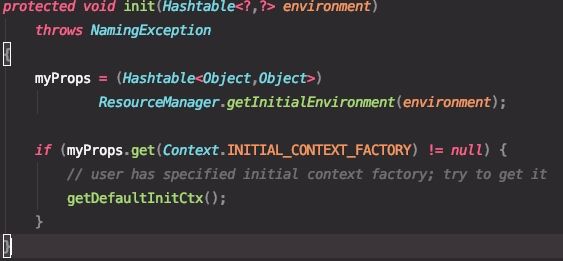 protected void init(Hashtable<?,?> environment)
    throws NamingException
{
    myProps = (Hashtable<Object,Object>)
            ResourceManager.getInitialEnvironment(environment);

    if (myProps.get(Context.INITIAL_CONTEXT_FACTORY) != null) {
        // user has specified initial context factory; try to get it
        getDefaultInitCtx();
    }
}